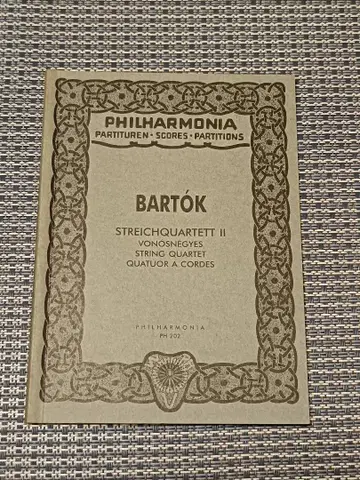 PHILHARMONIA
PARTITUREN • SCORES • PARTITIONS
BARTÓK
STREICHQUARTETT II
VONÓSNÉGYES
STRING QUARTET
QUATUOR A CORDES
PHILHARMONIA
PH 202